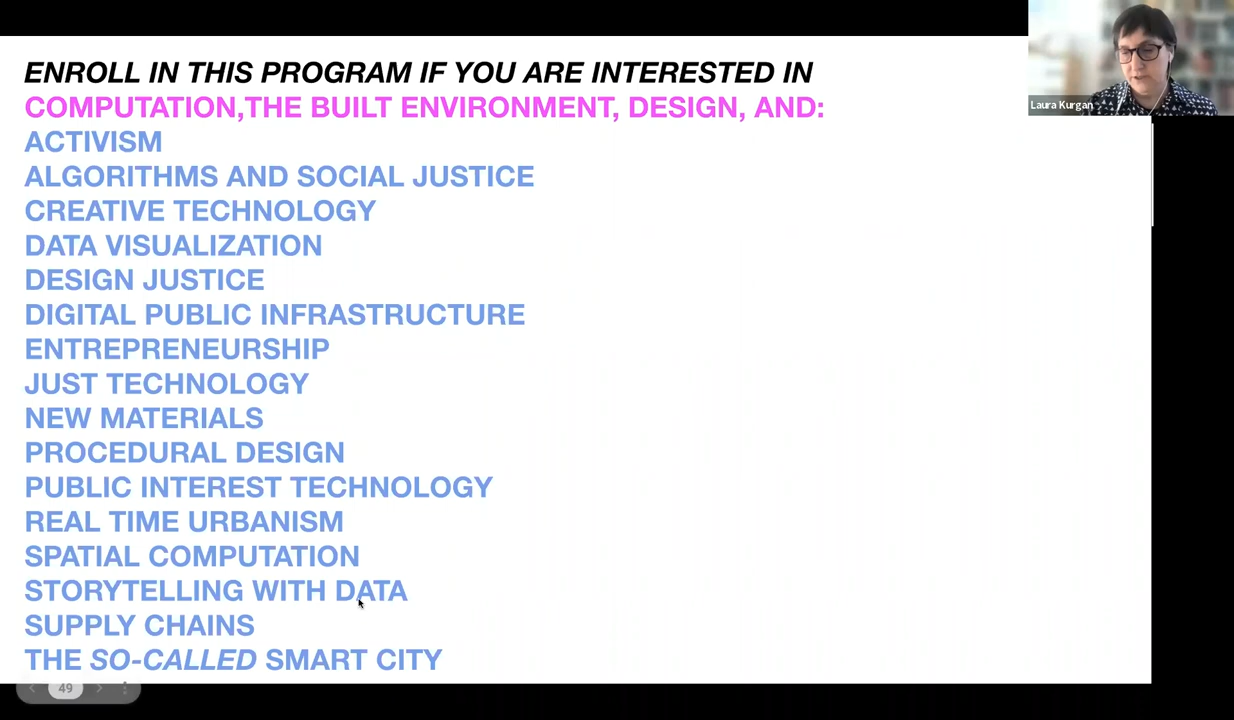 ENROLL IN THIS PROGRAM IF YOU ARE INTERESTED IN
COMPUTATION,THE BUILT ENVIRONMENT, DESIGN, AND:
ACTIVISM
ALGORITHMS AND SOCIAL JUSTICE
CREATIVE TECHNOLOGY
DATA VISUALIZATION
DESIGN JUSTICE
DIGITAL PUBLIC INFRASTRUCTURE
ENTREPRENEURSHIP
JUST TECHNOLOGY
NEW MATERIALS
PROCEDURAL DESIGN
PUBLIC INTEREST TECHNOLOGY
REAL TIME URBANISM
SPATIAL COMPUTATION
STORYTELLING WITH DATA
SUPPLY CHAINS
THE SO-CALLED SMART CITY
49
Laura Kurgan